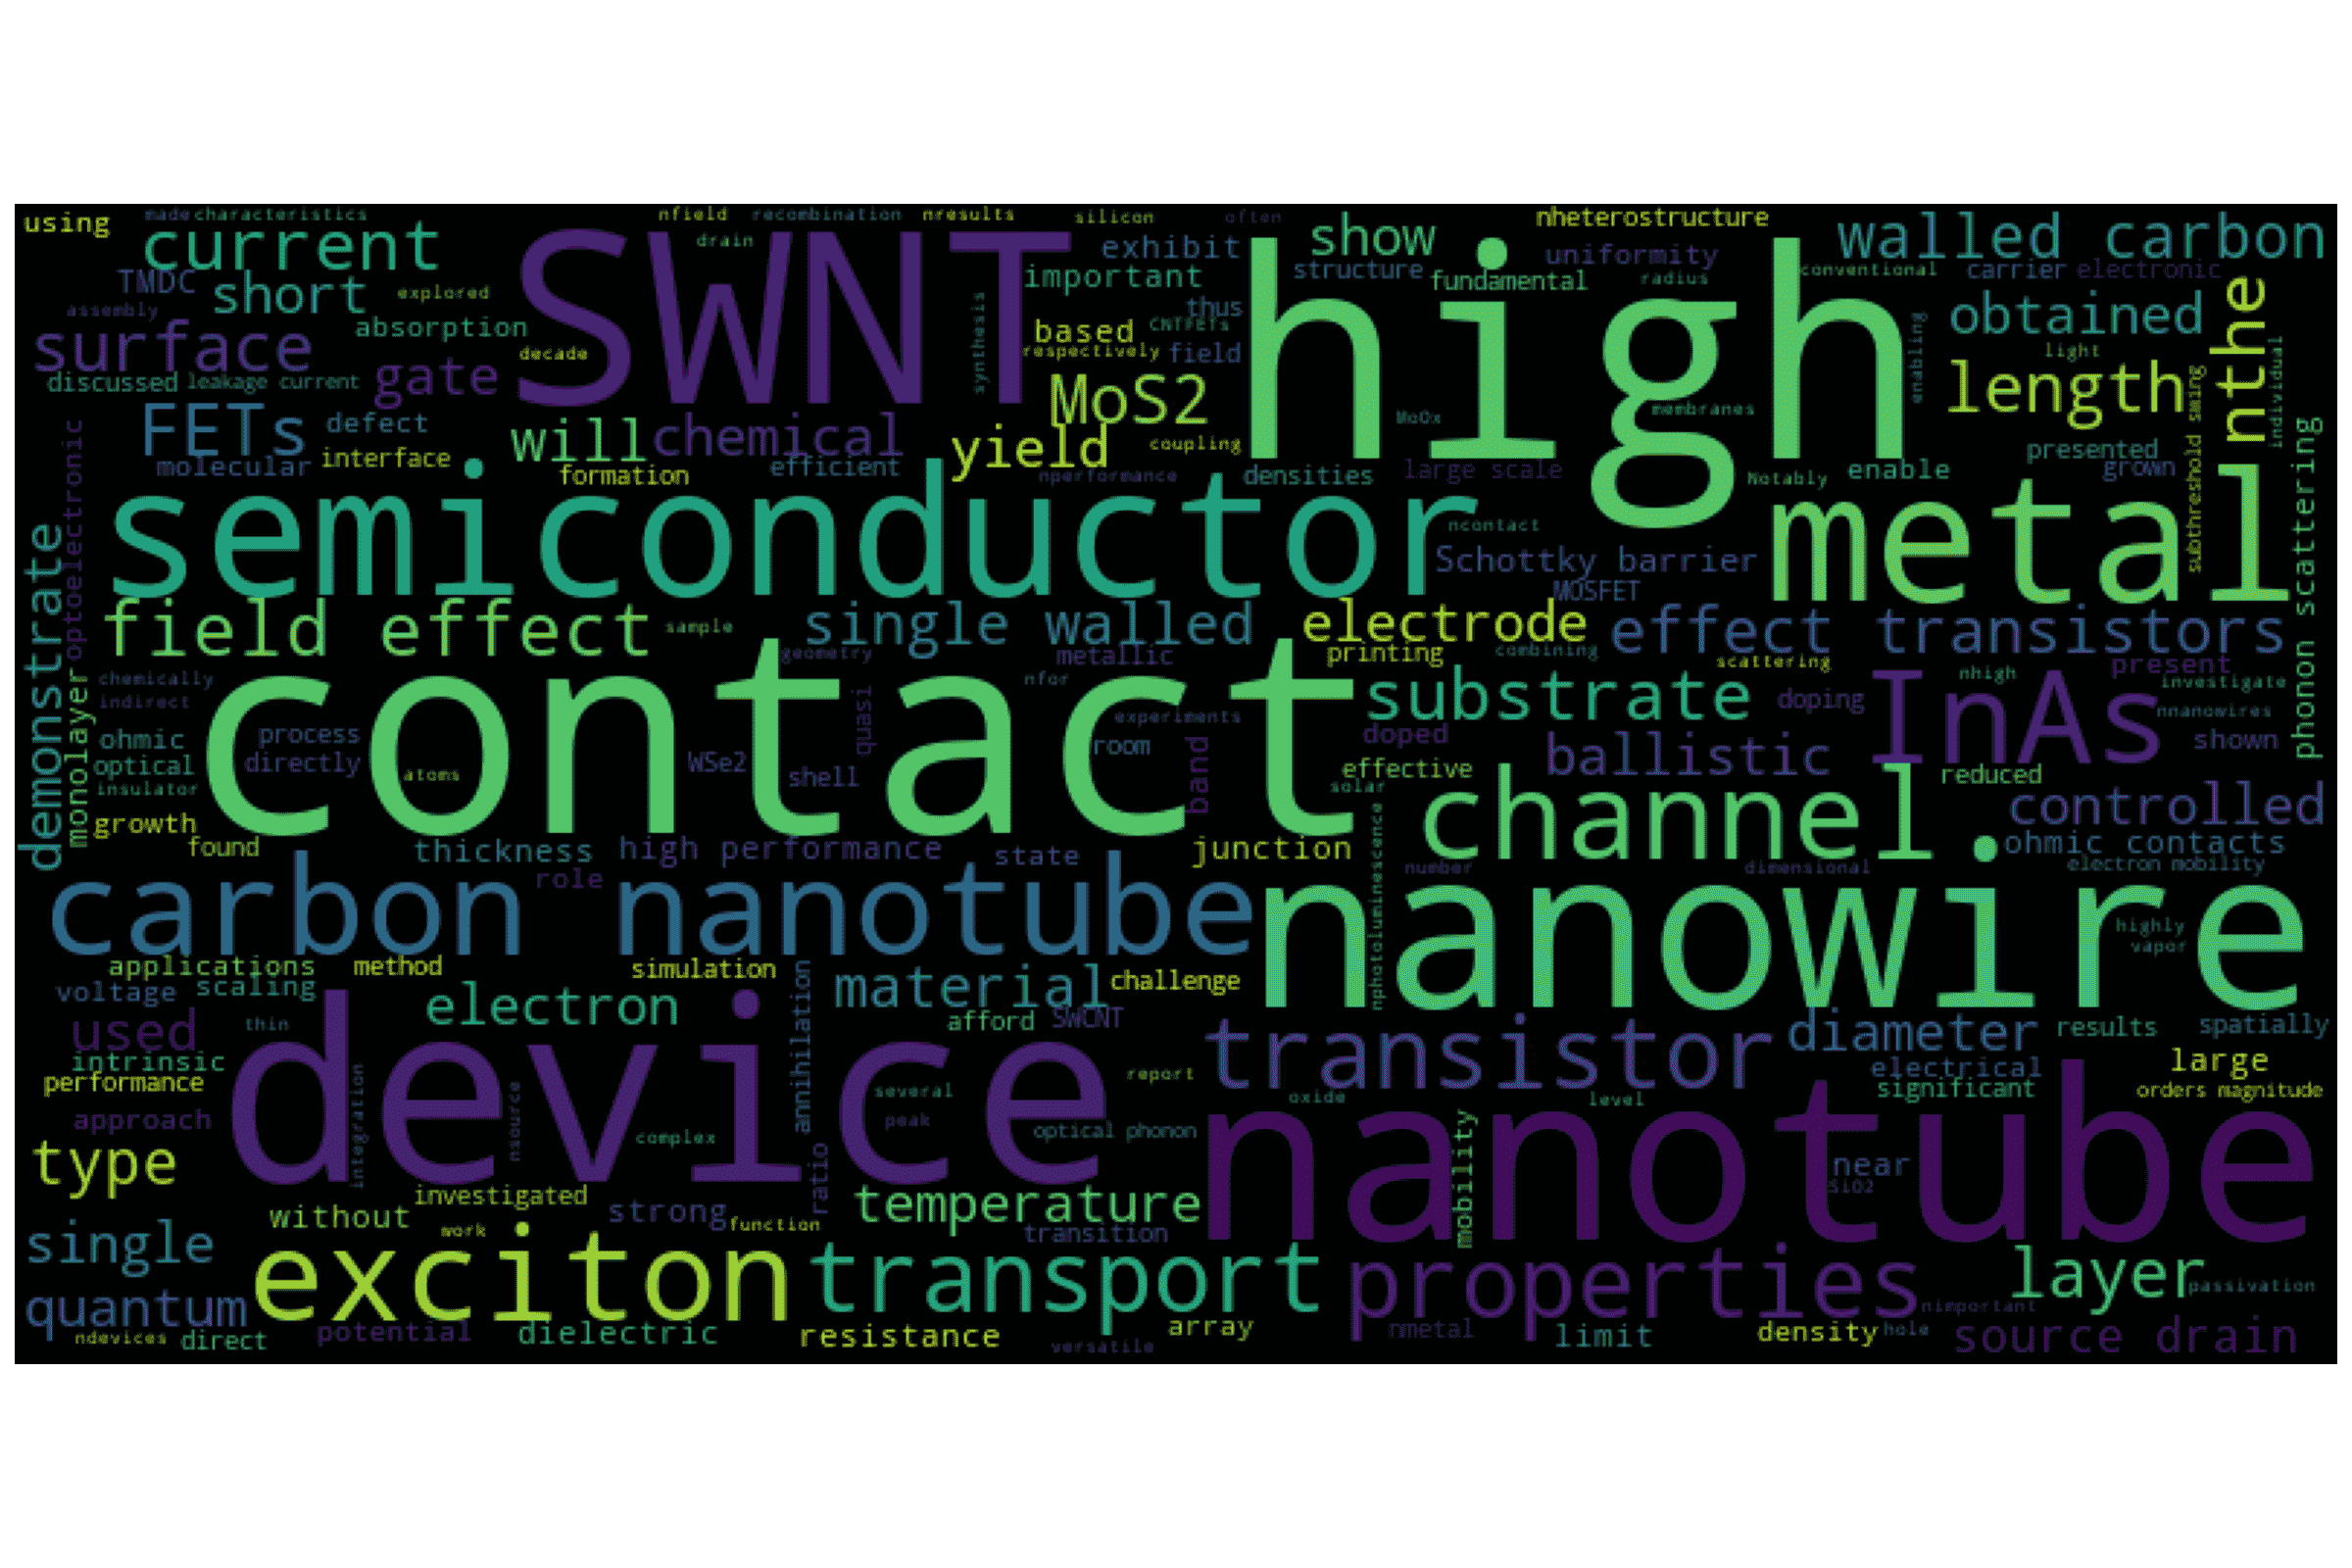 using
made
characteristics
nfield
recombination
nresults
silicon
often
nheterostructure
current
SWNT
drain
exhibit
show
high
uniformity
walled carbon
TMDC
short
explored
important
structure
fundamental
radius
conventional
carrier
electronic
nthe
assembly
absorption
synthesis
thus
based
CNTFETs
obtained
enabling
surface
decade
respectively
field
light
individual
discussed
leakage current
gate
MoS2
length
subthreshold swing
FETs
defect
will
chemical
yield
coupling
MoOx
membranes
phonon scattering
optoelectronic
molecular
interface
formation
efficient
nperformance
densities
large scale
Notably
enable
presented
grown
semiconductor
metal
demonstrate
ncontact
Schottky barrier
MOSFET
field effect
sample
single walled
electrode
effect transistors
contact
geometry
metallic
nfor
printing
combining
scattering
present
InAs
nhigh
investigate
monolayer
chemically
indirect
quasi
experiments
substrate
doping
nnanowires
ohmic
process
WSe2
room
doped
ballistic
shown
optical
directly
atoms
shell
band
effective
reduced
insulator
solar
channel
controlled
growth
found
thickness
high performance
state
junction
nphotoluminescence
number
dimensional
ohmic contacts
electron mobility
role
carbon nanotube
nanowire
highly
vapor
applications
method
simulation
annihilation
material
challenge
voltage
scaling
electron
used
thin
device
afford
SWCNT
transistor
diameter
results
spatially
intrinsic
electrical
large
performance
integration
nsource
several
report
oxide
level
significant
orders magnitude
approach
complex
peak
optical phonon
mobility
nanotube
type
ratio
near
SiO2
investigated
without
work
strong
function
temperature
transition
single
exciton
transport
properties
layer
passivation
quantum
nimportant
ndevices
direct
potential
dielectric
resistance
versatile
array
nmetal
limit
density
hole
source drain